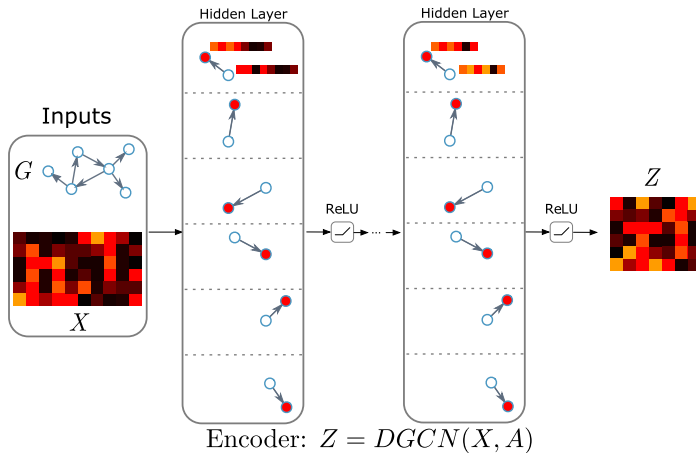 Hidden Layer
Hidden Layer
Inputs
G
X
ReLU
...
ReLU
Z
Encoder: Z = DGCN(X, A)